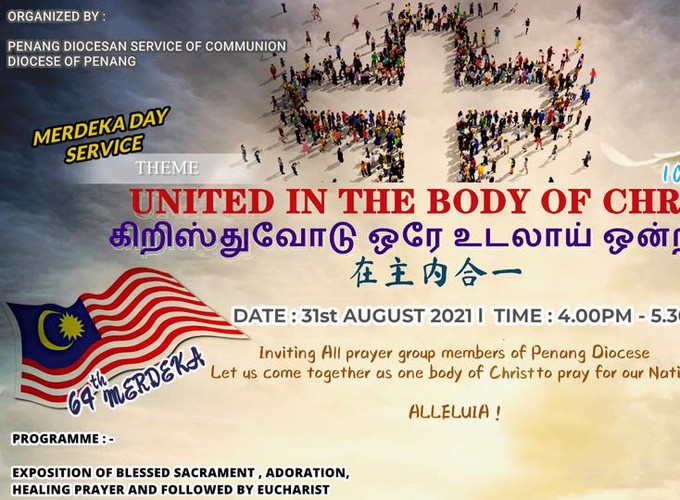 ORGANIZED BY :
PENANG DIOCESAN SERVICE OF COMMUNION
DIOCESE OF PENANG
MERDEKA DAY
SERVICE
THEME
UNITED IN THE BODY OF CHR
கிறிஸ்துவோடு ஒரே உடலாய் ஒன்ற
在主内合一
DATE : 31st AUGUST 2021 I TIME : 4.00PM - 5.30
Inviting All prayer group members of Penang Diocese
Let us come together as one body of Christ to pray for our Nati
64th MERDEKA
ALLELUIA !
PROGRAMME : -
EXPOSITION OF BLESSED SACRAMENT , ADORATION,
HEALING PRAYER AND FOLLOWED BY EUCHARIST